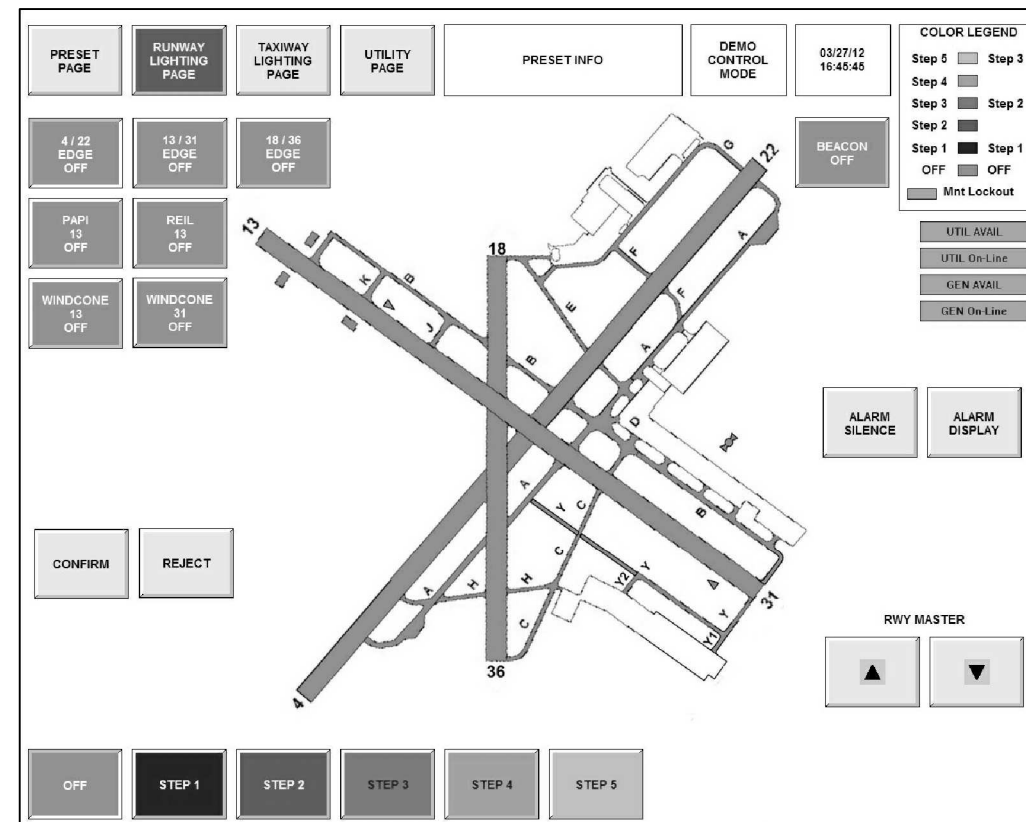 PRESET
PAGE
RUNWAY
LIGHTING
PAGE
TAXIWAY
LIGHTING
PAGE
UTILITY
PAGE
PRESET INFO
DEMO
CONTROL
MODE
03/27/12
16:45:45
COLOR LEGEND
Step 5 Step 3
Step 4
Step 3 Step 2
Step 2
Step 1 Step 1
OFF OFF
Mnt Lockout
4 / 22
EDGE
OFF
13 / 31
EDGE
OFF
18 / 36
EDGE
OFF
BEACON
OFF
PAPI
13
OFF
REIL
13
OFF
WINDCONE
13
OFF
WINDCONE
31
OFF
UTIL AVAIL
UTIL On-Line
GEN AVAIL
GEN On-Line
G
22
13
18
A
F
K
B
E
F
J
B
A
D
A
Y
C
B
C
Y
Y2
H
A
H
Y
31
C
Y1
36
4
ALARM
SILENCE
ALARM
DISPLAY
CONFIRM
REJECT
RWY MASTER
OFF
STEP 1
STEP 2
STEP 3
STEP 4
STEP 5